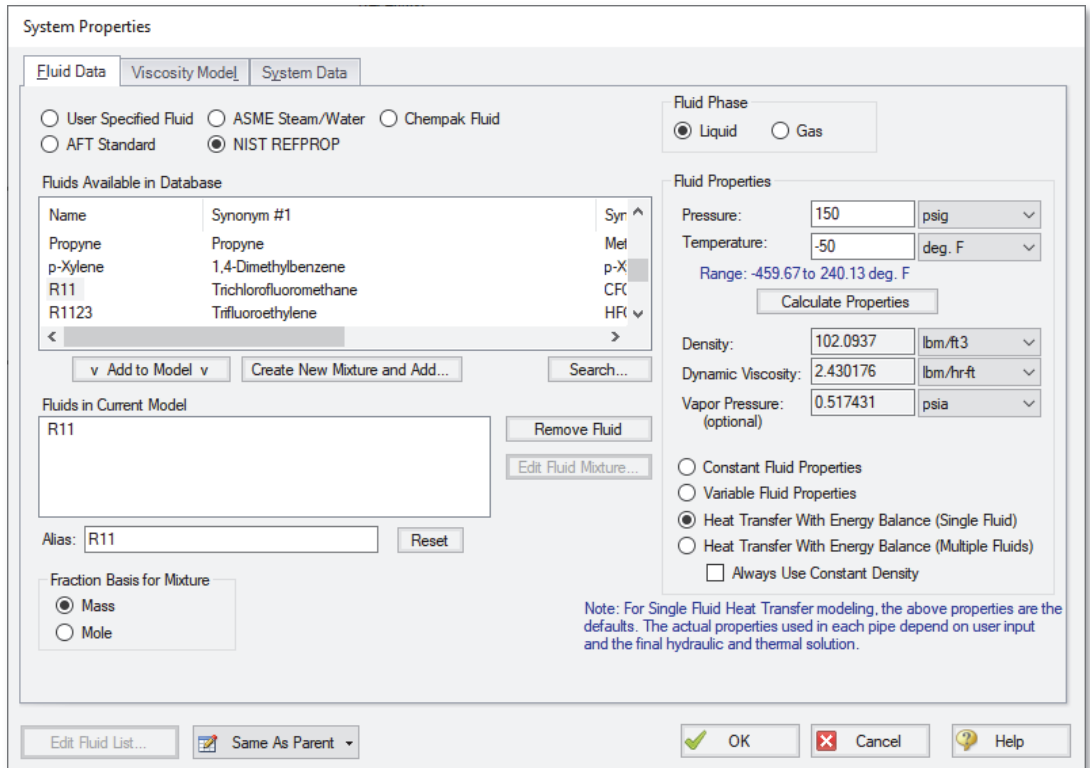 System Properties
Fluid Data Viscosity Model System Data
User Specified Fluid ASME Steam/Water Chempak Fluid
AFT Standard NIST REFPROP
Fluids Available in Database
Name Synonym #1 Syn
Propyne Propyne Met
p-Xylene 1,4-Dimethylbenzene p-X
R11 Trichlorofluoromethane CFC
R1123 Trifluoroethylene HFC
v Add to Model v Create New Mixture and Add... Search...
Fluids in Current Model
R11
Remove Fluid
Edit Fluid Mixture...
Alias: R11 Reset
Fraction Basis for Mixture
Mass
Mole
Fluid Phase
Liquid Gas
Fluid Properties
Pressure: 150 psig
Temperature: -50 deg. F
Range: -459.67 to 240.13 deg. F
Calculate Properties
Density: 102.0937 lbm/ft3
Dynamic Viscosity: 2.430176 lbm/hr-ft
Vapor Pressure: 0.517431 psia
(optional)
Constant Fluid Properties
Variable Fluid Properties
Heat Transfer With Energy Balance (Single Fluid)
Heat Transfer With Energy Balance (Multiple Fluids)
Always Use Constant Density
Note: For Single Fluid Heat Transfer modeling, the above properties are the
defaults. The actual properties used in each pipe depend on user input
and the final hydraulic and thermal solution.
Edit Fluid List... Same As Parent OK Cancel Help